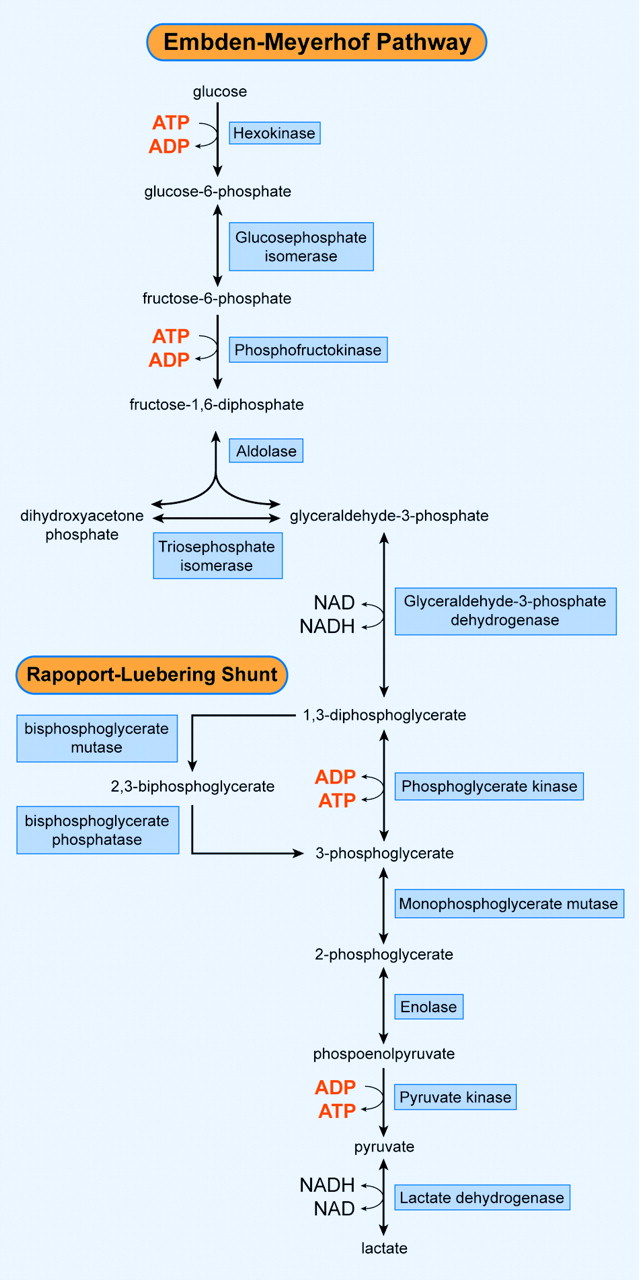 Embden-Meyerhof Pathway
glucose
ATP
ADP
Hexokinase
glucose-6-phosphate
Glucosephosphate
isomerase
fructose-6-phosphate
ATP
ADP
Phosphofructokinase
fructose-1,6-diphosphate
Aldolase
dihydroxyacetone
phosphate
glyceraldehyde-3-phosphate
Triosephosphate
isomerase
NAD
NADH
Glyceraldehyde-3-phosphate
dehydrogenase
Rapoport-Luebering Shunt
1,3-diphosphoglycerate
bisphosphoglycerate
mutase
2,3-biphosphoglycerate
ADP
ATP
Phosphoglycerate kinase
bisphosphoglycerate
phosphatase
3-phosphoglycerate
Monophosphoglycerate mutase
2-phosphoglycerate
Enolase
phospoenolpyruvate
ADP
ATP
Pyruvate kinase
pyruvate
NADH
NAD
Lactate dehydrogenase
lactate